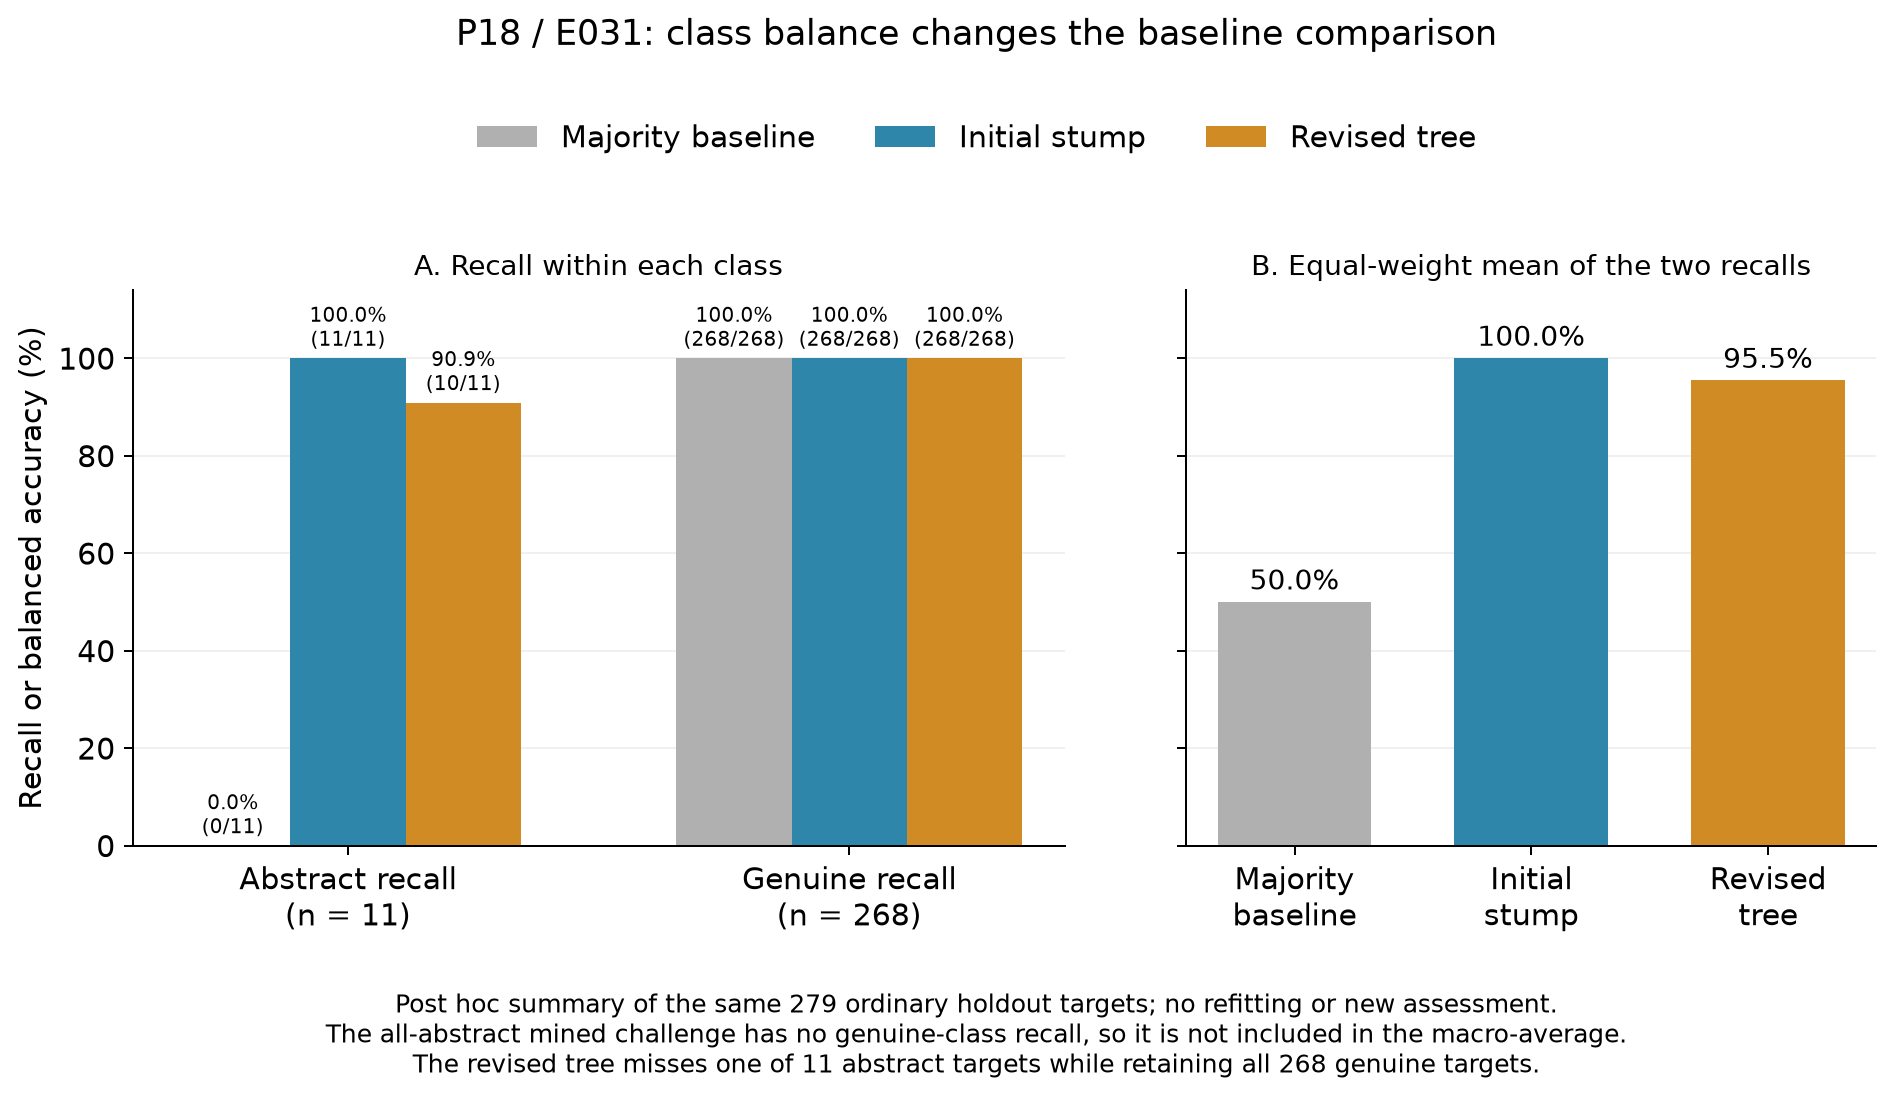 P18 / E031: class balance changes the baseline comparison
Majority baseline
Initial stump
Revised tree
A. Recall within each class
Recall or balanced accuracy (%)
100
80
60
40
20
0
0.0%
(0/11)
100.0%
(11/11)
90.9%
(10/11)
100.0%
(268/268)
100.0%
(268/268)
100.0%
(268/268)
Abstract recall
(n = 11)
Genuine recall
(n = 268)
B. Equal-weight mean of the two recalls
50.0%
100.0%
95.5%
Majority
baseline
Initial
stump
Revised
tree
Post hoc summary of the same 279 ordinary holdout targets; no refitting or new assessment.
The all-abstract mined challenge has no genuine-class recall, so it is not included in the macro-average.
The revised tree misses one of 11 abstract targets while retaining all 268 genuine targets.